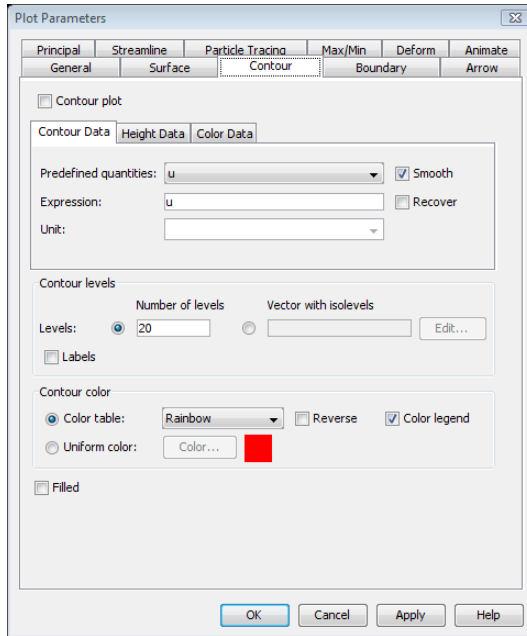 Plot Parameters
Principal Streamline Particle Tracing Max/Min Deform Animate
General Surface Contour Boundary Arrow
Contour plot
Contour Data Height Data Color Data
Predefined quantities: u Smooth
Expression: u Recover
Unit:
Contour levels
Number of levels Vector with isolevels
Levels: 20 Edit...
Labels
Contour color
Color table: Rainbow Reverse Color legend
Uniform color: Color...
Filled
OK Cancel Apply Help